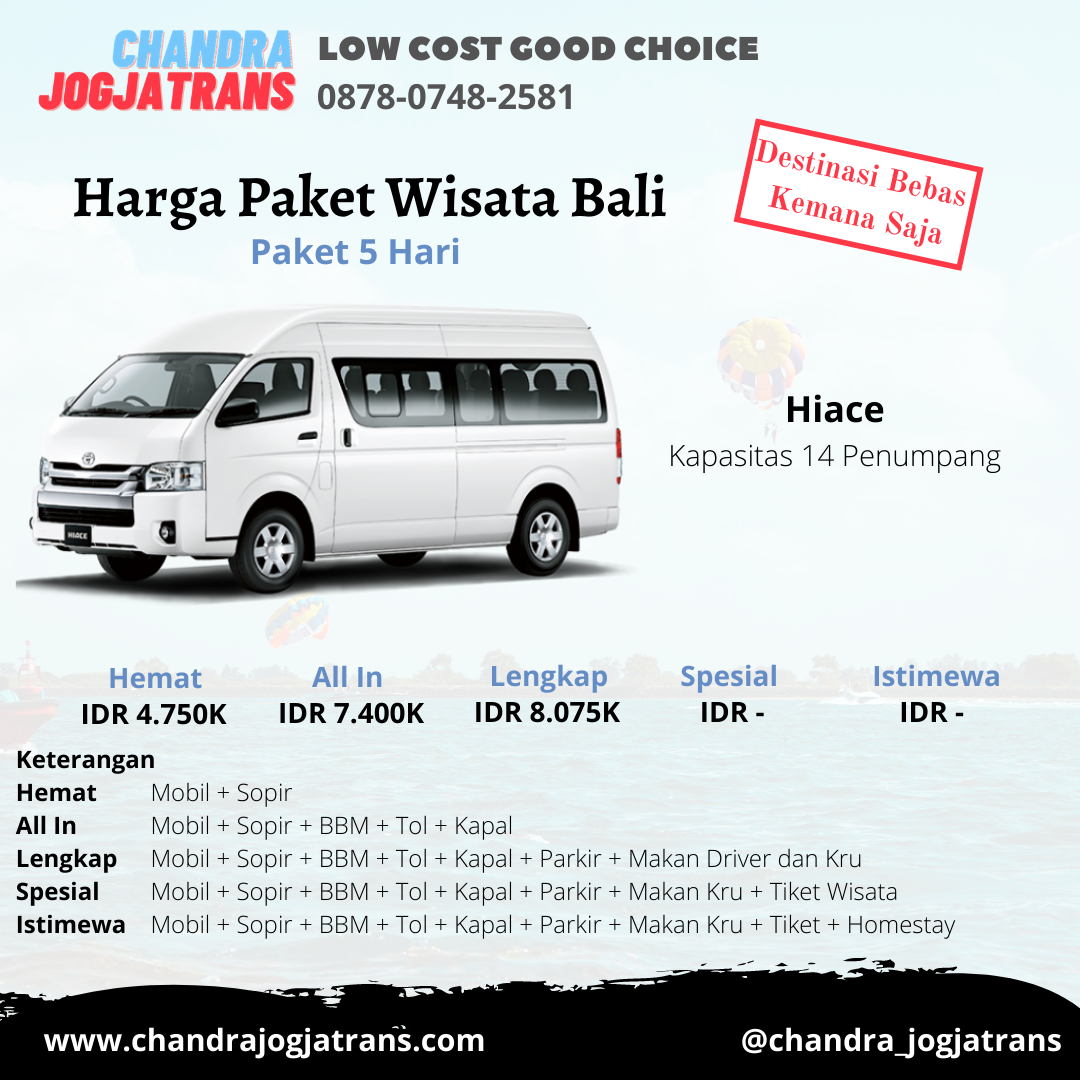 CHANDRA
JOGJATRANS
LOW COST GOOD CHOICE
0878-0748-2581
Destinasi Bebas
Kemana Saja
Harga Paket Wisata Bali
Paket 5 Hari
HIACE
Hiace
Kapasitas 14 Penumpang
Hemat All In Lengkap Spesial Istimewa
IDR 4.750K IDR 7.400K IDR 8.075K IDR - IDR -
Keterangan
Hemat Mobil + Sopir
All In Mobil + Sopir + BBM + Tol + Kapal
Lengkap Mobil + Sopir + BBM + Tol + Kapal + Parkir + Makan Driver dan Kru
Spesial Mobil + Sopir + BBM + Tol + Kapal + Parkir + Makan Kru + Tiket Wisata
Istimewa Mobil + Sopir + BBM + Tol + Kapal + Parkir + Makan Kru + Tiket + Homestay
www.chandrajogjatrans.com @chandra_jogjatrans